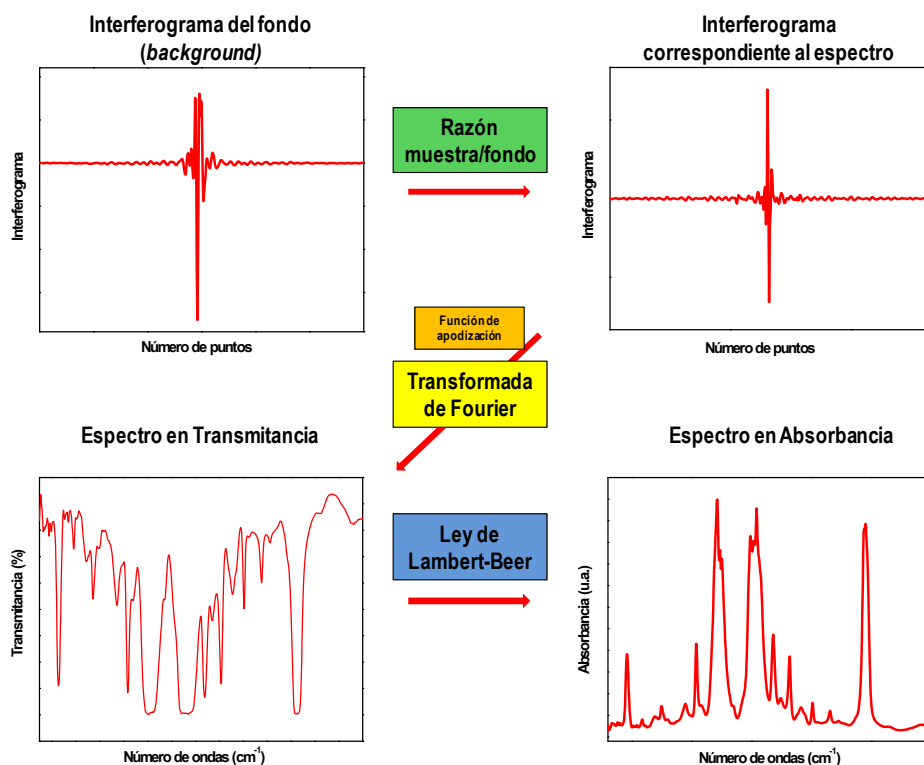 Interferograma del fondo
(background)
Interferograma
correspondiente al espectro
Interferograma
Número de puntos
Razón
muestra/fondo
Interferograma
Número de puntos
Función de
apodización
Transformada
de Fourier
Espectro en Transmitancia
Transmitancia (%)
Número de ondas (cm⁻¹)
Ley de
Lambert-Beer
Espectro en Absorbancia
Absorbancia (u.a.)
Número de ondas (cm⁻¹)